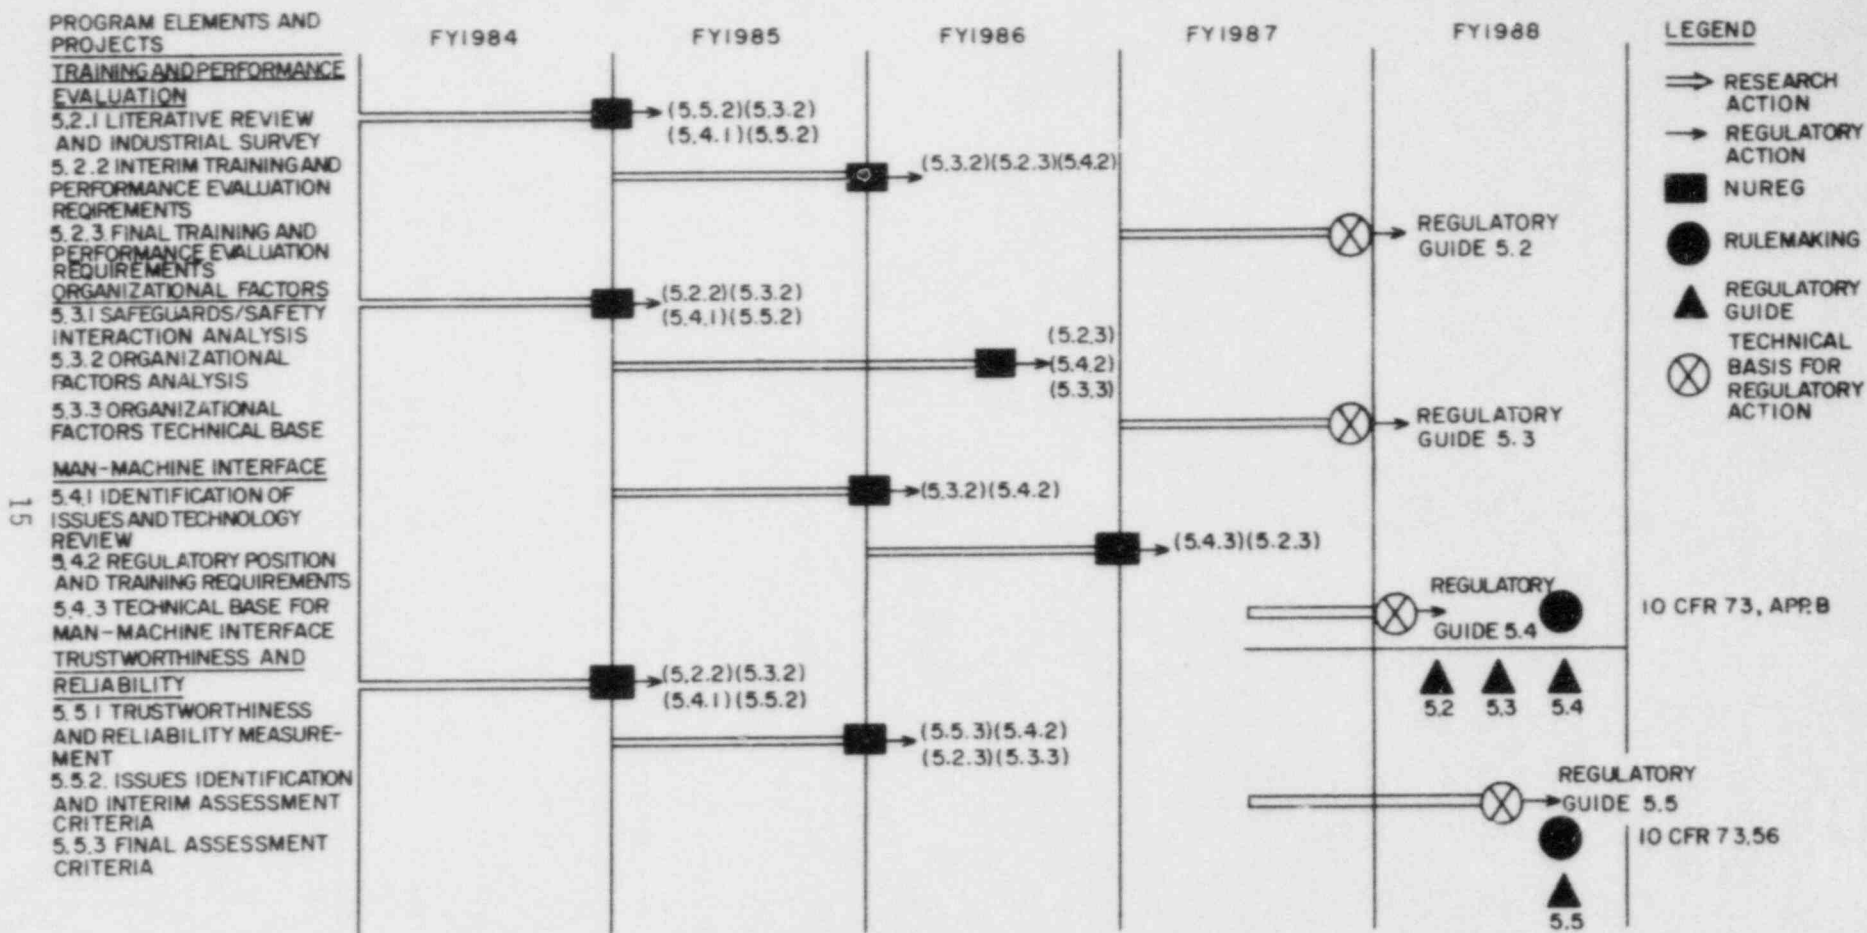 PROGRAM ELEMENTS AND
PROJECTS
FY1984
FY1985
FY1986
FY1987
FY1988
LEGEND
TRAINING AND PERFORMANCE
EVALUATION
5.2.1 LITERATIVE REVIEW
AND INDUSTRIAL SURVEY
5.2.2 INTERIM TRAINING AND
PERFORMANCE EVALUATION
REQIREMENTS
5.2.3 FINAL TRAINING AND
PERFORMANCE EVALUATION
REQUIREMENTS
ORGANIZATIONAL FACTORS
5.3.1 SAFEGUARDS/SAFETY
INTERACTION ANALYSIS
5.3.2 ORGANIZATIONAL
FACTORS ANALYSIS
5.3.3 ORGANIZATIONAL
FACTORS TECHNICAL BASE
MAN-MACHINE INTERFACE
5.4.1 IDENTIFICATION OF
ISSUES AND TECHNOLOGY
REVIEW
5.4.2 REGULATORY POSITION
AND TRAINING REQUIREMENTS
5.4.3 TECHNICAL BASE FOR
MAN-MACHINE INTERFACE
TRUSTWORTHINESS AND
RELIABILITY
5.5.1 TRUSTWORTHINESS
AND RELIABILITY MEASURE-
MENT
5.5.2. ISSUES IDENTIFICATION
AND INTERIM ASSESSMENT
CRITERIA
5.5.3 FINAL ASSESSMENT
CRITERIA
(5.5.2)(5.3.2)
(5.4.1)(5.5.2)
(5.3.2)(5.2.3)(5.4.2)
REGULATORY
GUIDE 5.2
(5.2.2)(5.3.2)
(5.4.1)(5.5.2)
(5.2.3)
(5.4.2)
(5.3.3)
REGULATORY
GUIDE 5.3
(5.3.2)(5.4.2)
(5.4.3)(5.2.3)
REGULATORY
GUIDE 5.4
10 CFR 73, APP.B
(5.2.2)(5.3.2)
(5.4.1)(5.5.2)
5.2
5.3
5.4
(5.5.3)(5.4.2)
(5.2.3)(5.3.3)
REGULATORY
GUIDE 5.5
10 CFR 73.56
5.5
RESEARCH
ACTION
REGULATORY
ACTION
NUREG
RULEMAKING
REGULATORY
GUIDE
TECHNICAL
BASIS FOR
REGULATORY
ACTION
15